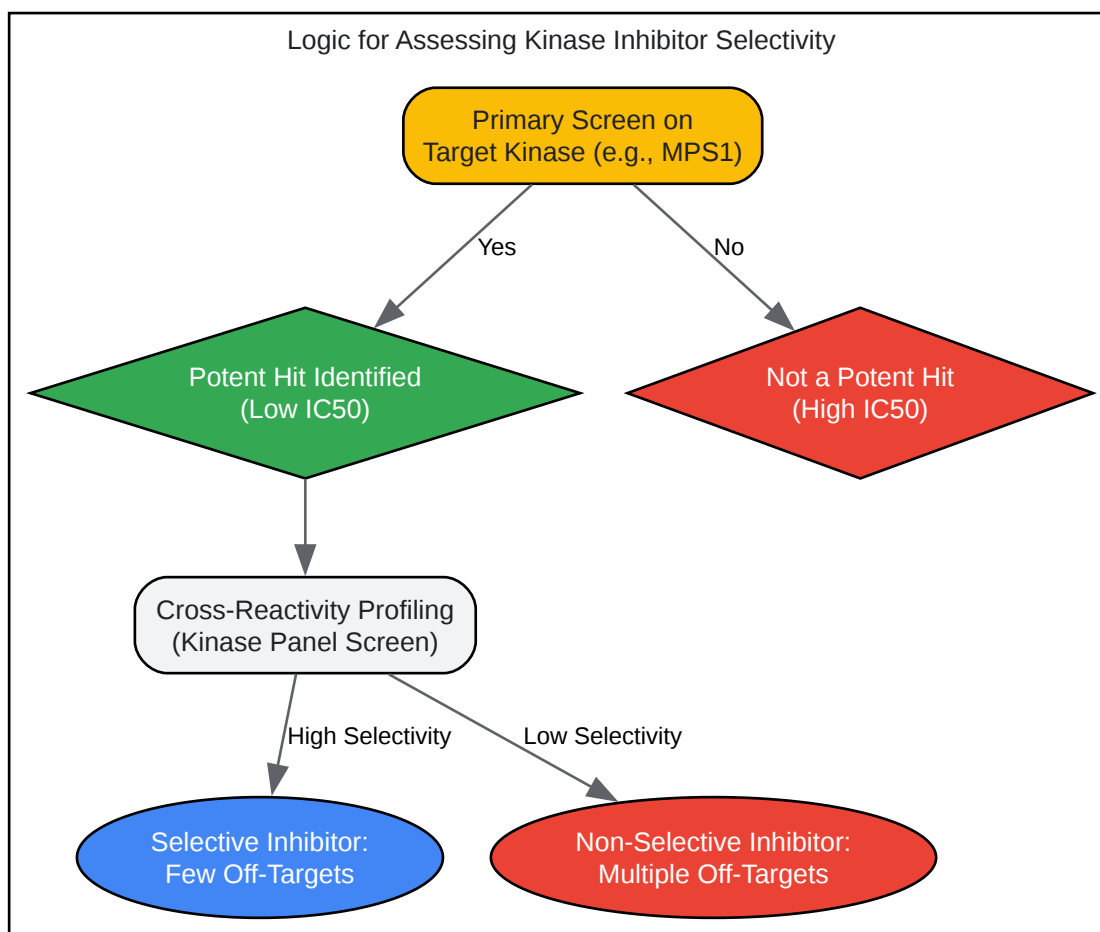 Logic for Assessing Kinase Inhibitor Selectivity
Primary Screen on
Target Kinase (e.g., MPS1)
Yes
No
Potent Hit Identified
(Low IC50)
Not a Potent Hit
(High IC50)
Cross-Reactivity Profiling
(Kinase Panel Screen)
High Selectivity
Low Selectivity
Selective Inhibitor:
Few Off-Targets
Non-Selective Inhibitor:
Multiple Off-Targets